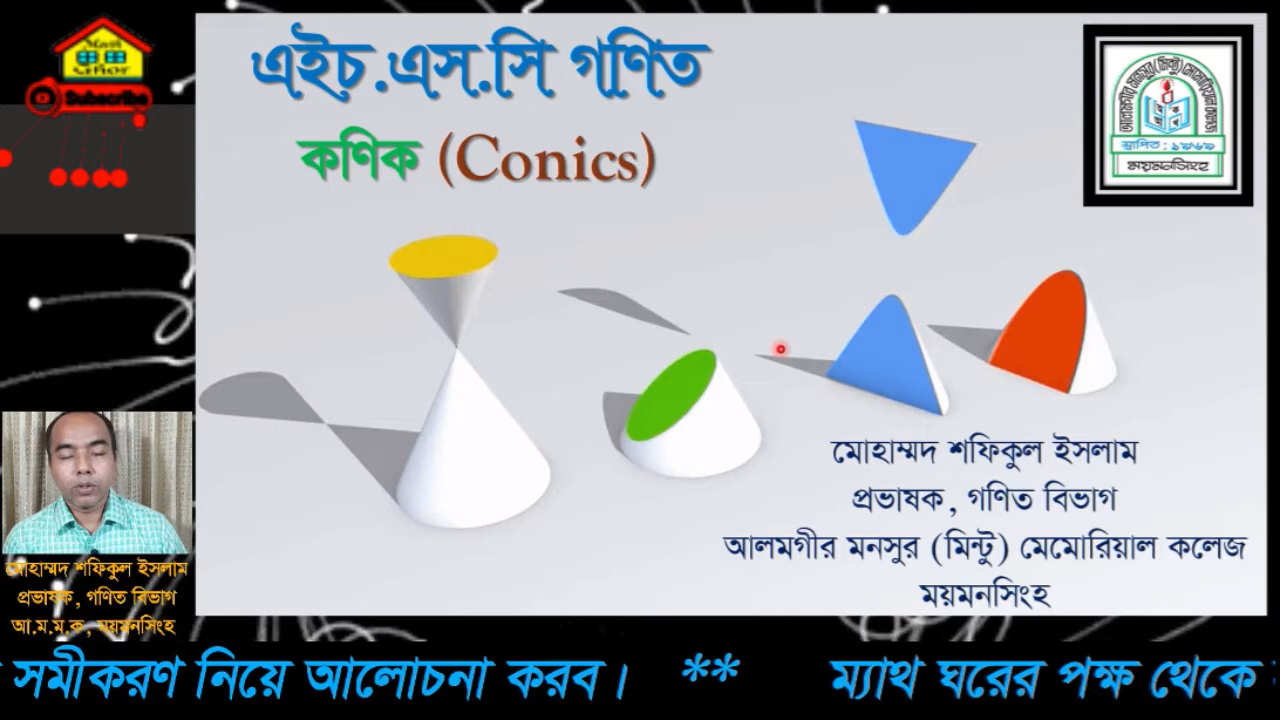 এইচ.এস.সি গণিত
কণিক (Conics)
Subscribe
স্থাপিত : ১৯৬৯
ময়মনসিংহ
মোহাম্মদ শফিকুল ইসলাম
প্রভাষক, গণিত বিভাগ
আলমগীর মনসুর (মিন্টু) মেমোরিয়াল কলেজ
ময়মনসিংহ
মোহাম্মদ শফিকুল ইসলাম
প্রভাষক, গণিত বিভাগ
আ.ম.ম.ক, ময়মনসিংহ
সমীকরণ নিয়ে আলোচনা করব। ** ম্যাথ ঘরের পক্ষ থেকে